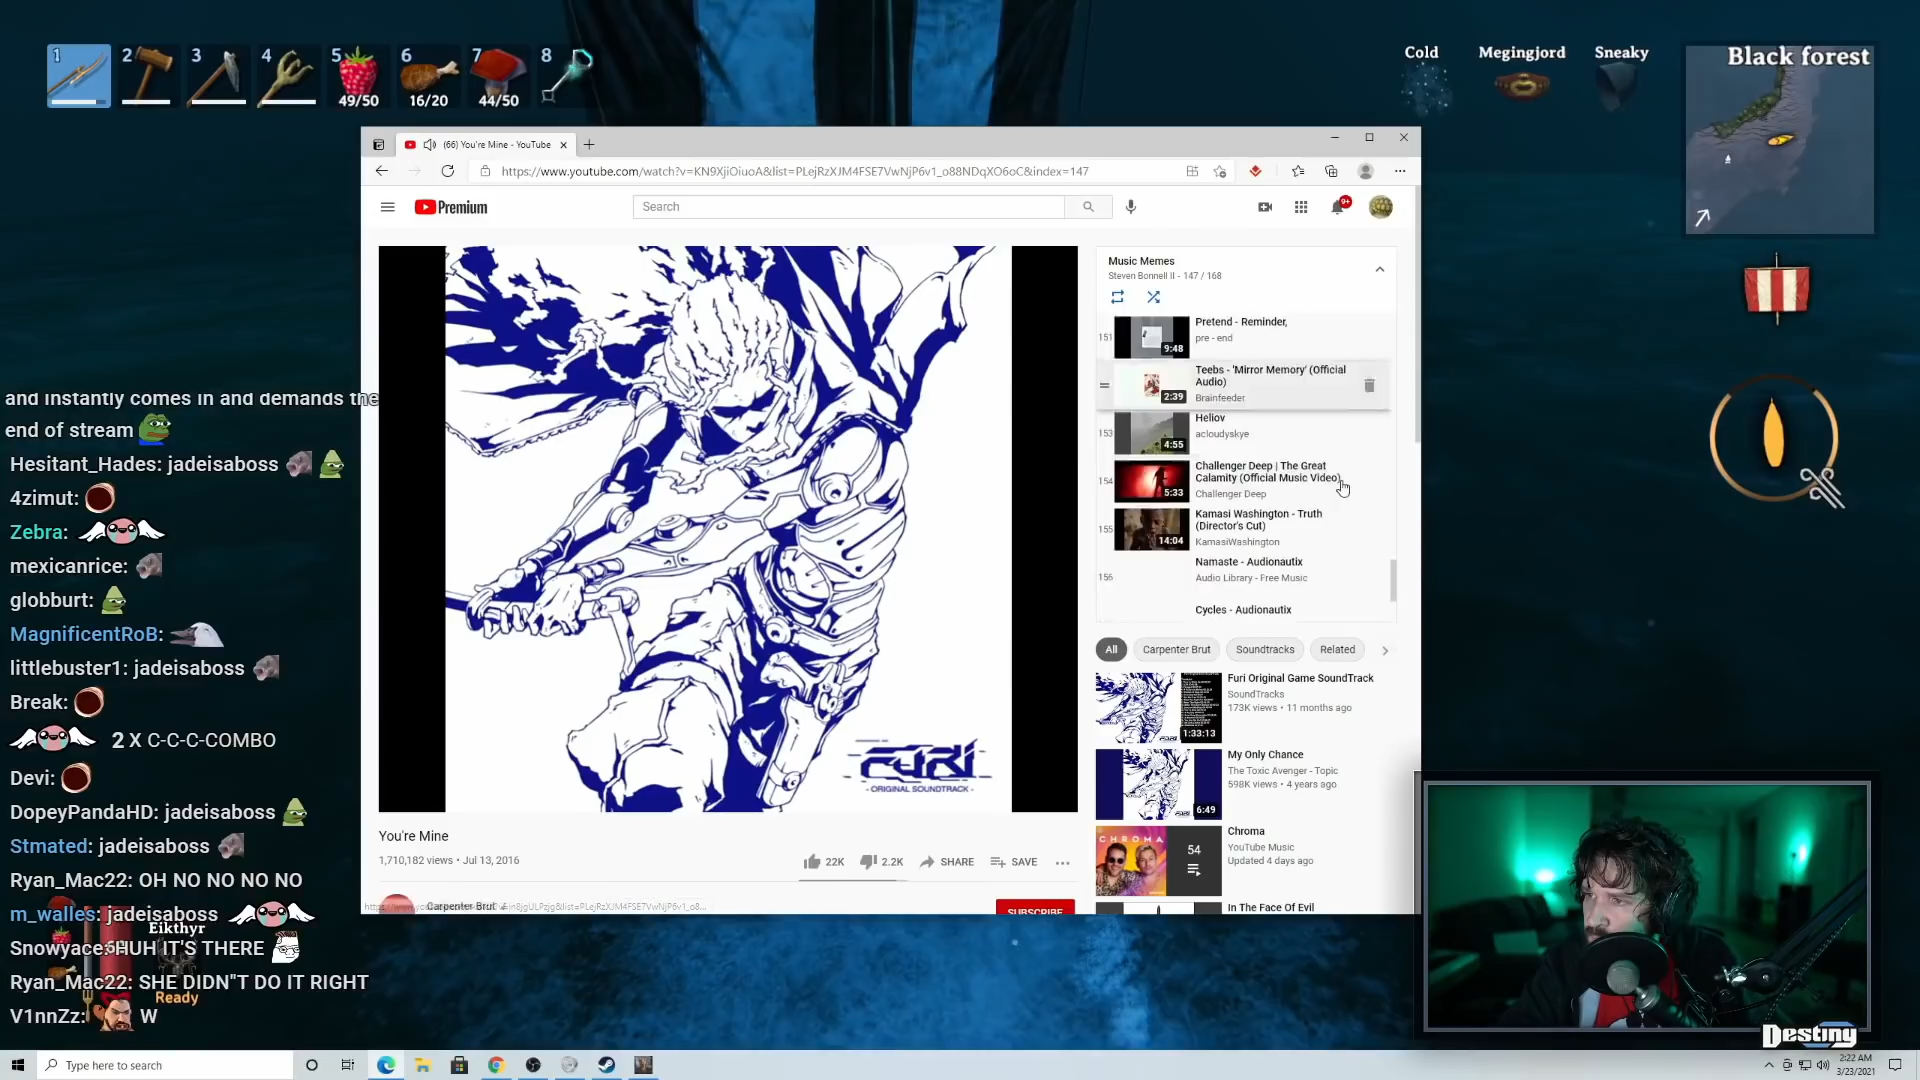 1
2
3
4
5
6
7
8
49/50
16/20
44/50
Cold
Megingjord
Sneaky
Black forest
(66) You're Mine - YouTube
https://www.youtube.com/watch?v=KN9XjiOiuoA&list=PLejRzXJM4FSE7VwNjP6v1_o88NDqXO6oC&index=147
Premium
Search
9+
Music Memes
Steven Bonnell II - 147 / 168
151
Pretend - Reminder,
pre - end
9:48
Teebs - 'Mirror Memory' (Official Audio)
Brainfeeder
2:39
153
Heliov
acloudyskye
4:55
154
Challenger Deep | The Great
Calamity (Official Music Video)
Challenger Deep
5:33
155
Kamasi Washington - Truth
(Director's Cut)
KamasiWashington
14:04
156
Namaste - Audionautix
Audio Library - Free Music
Cycles - Audionautix
All
Carpenter Brut
Soundtracks
Related
Furi Original Game SoundTrack
SoundTracks
173K views • 11 months ago
1:33:13
My Only Chance
The Toxic Avenger - Topic
598K views • 4 years ago
6:49
Chroma
YouTube Music
Updated 4 days ago
CHROMA
54
In The Face Of Evil
FURI
- ORIGINAL SOUNDTRACK -
You're Mine
1,710,182 views • Jul 13, 2016
22K
2.2K
SHARE
SAVE
Carpenter Brut
SUBSCRIBE
and instantly comes in and demands the
end of stream
Hesitant_Hades: jadeisaboss
4zimut:
Zebra:
mexicanrice:
globburt:
MagnificentRoB:
littlebuster1: jadeisaboss
Break:
2 X C-C-C-COMBO
Devi:
DopeyPandaHD: jadeisaboss
Stmated: jadeisaboss
Ryan_Mac22: OH NO NO NO NO
m_walles: jadeisaboss
Eikthyr
Snowyace: HUH IT'S THERE
Ryan_Mac22: SHE DIDN"T DO IT RIGHT
Ready
V1nnZz: W
Destiny
Type here to search
2:22 AM
3/23/2021